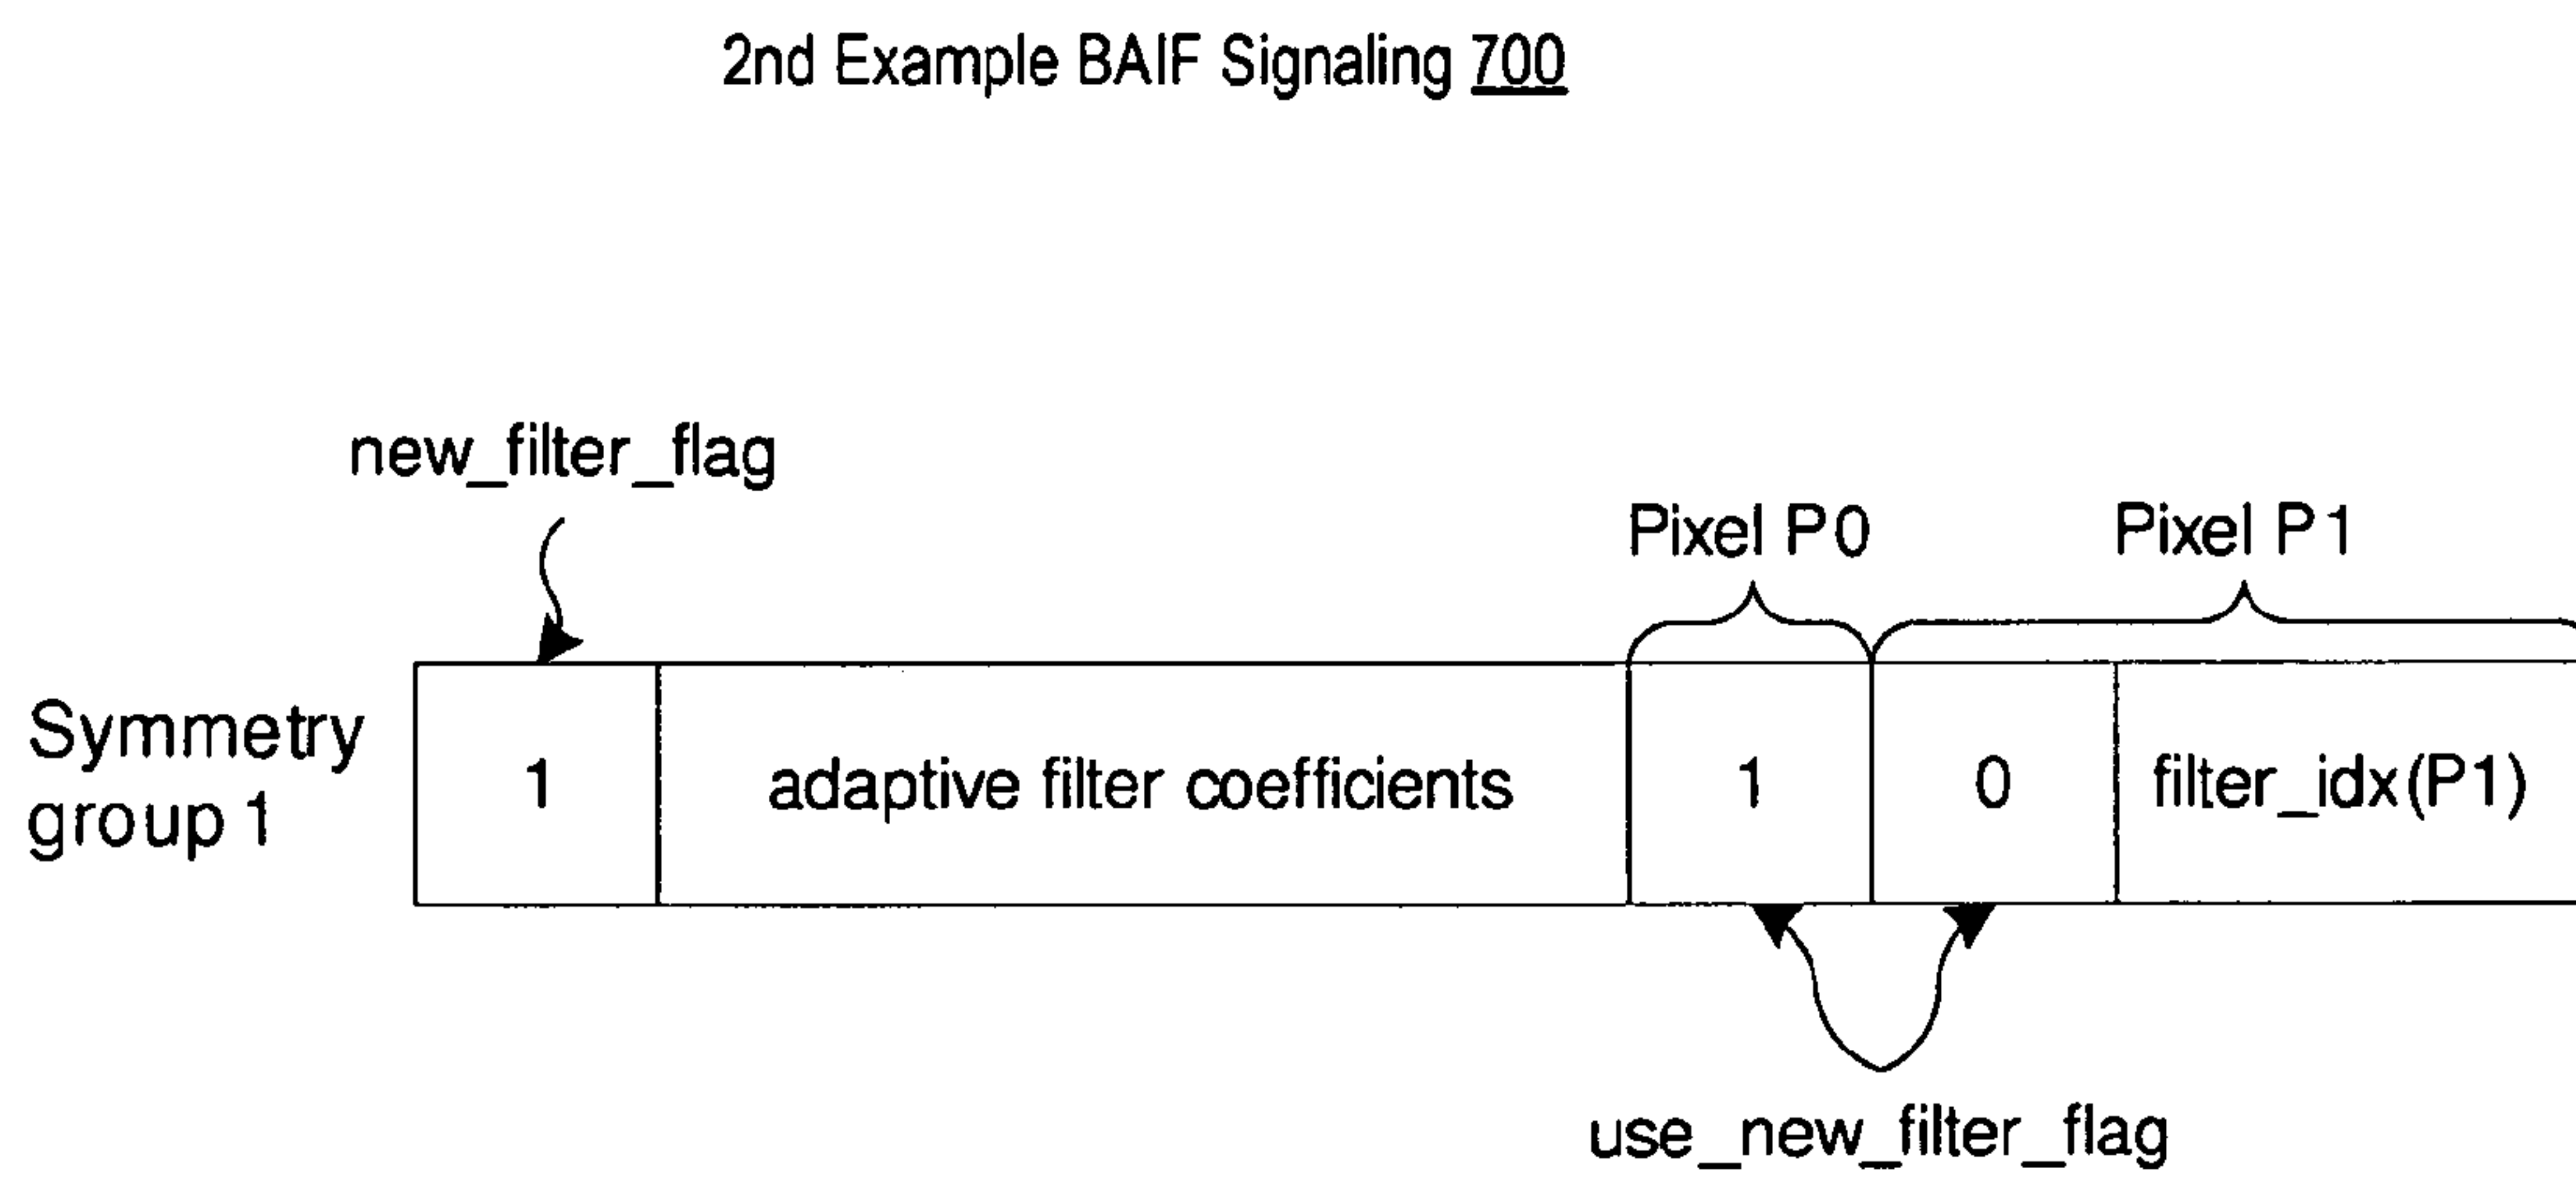 2nd Example BAIF Signaling 700
new_filter_flag
Pixel P0
Pixel P1
Symmetry
group 1
1
adaptive filter coefficients
1
0
filter_idx(P1)
use_new_filter_flag